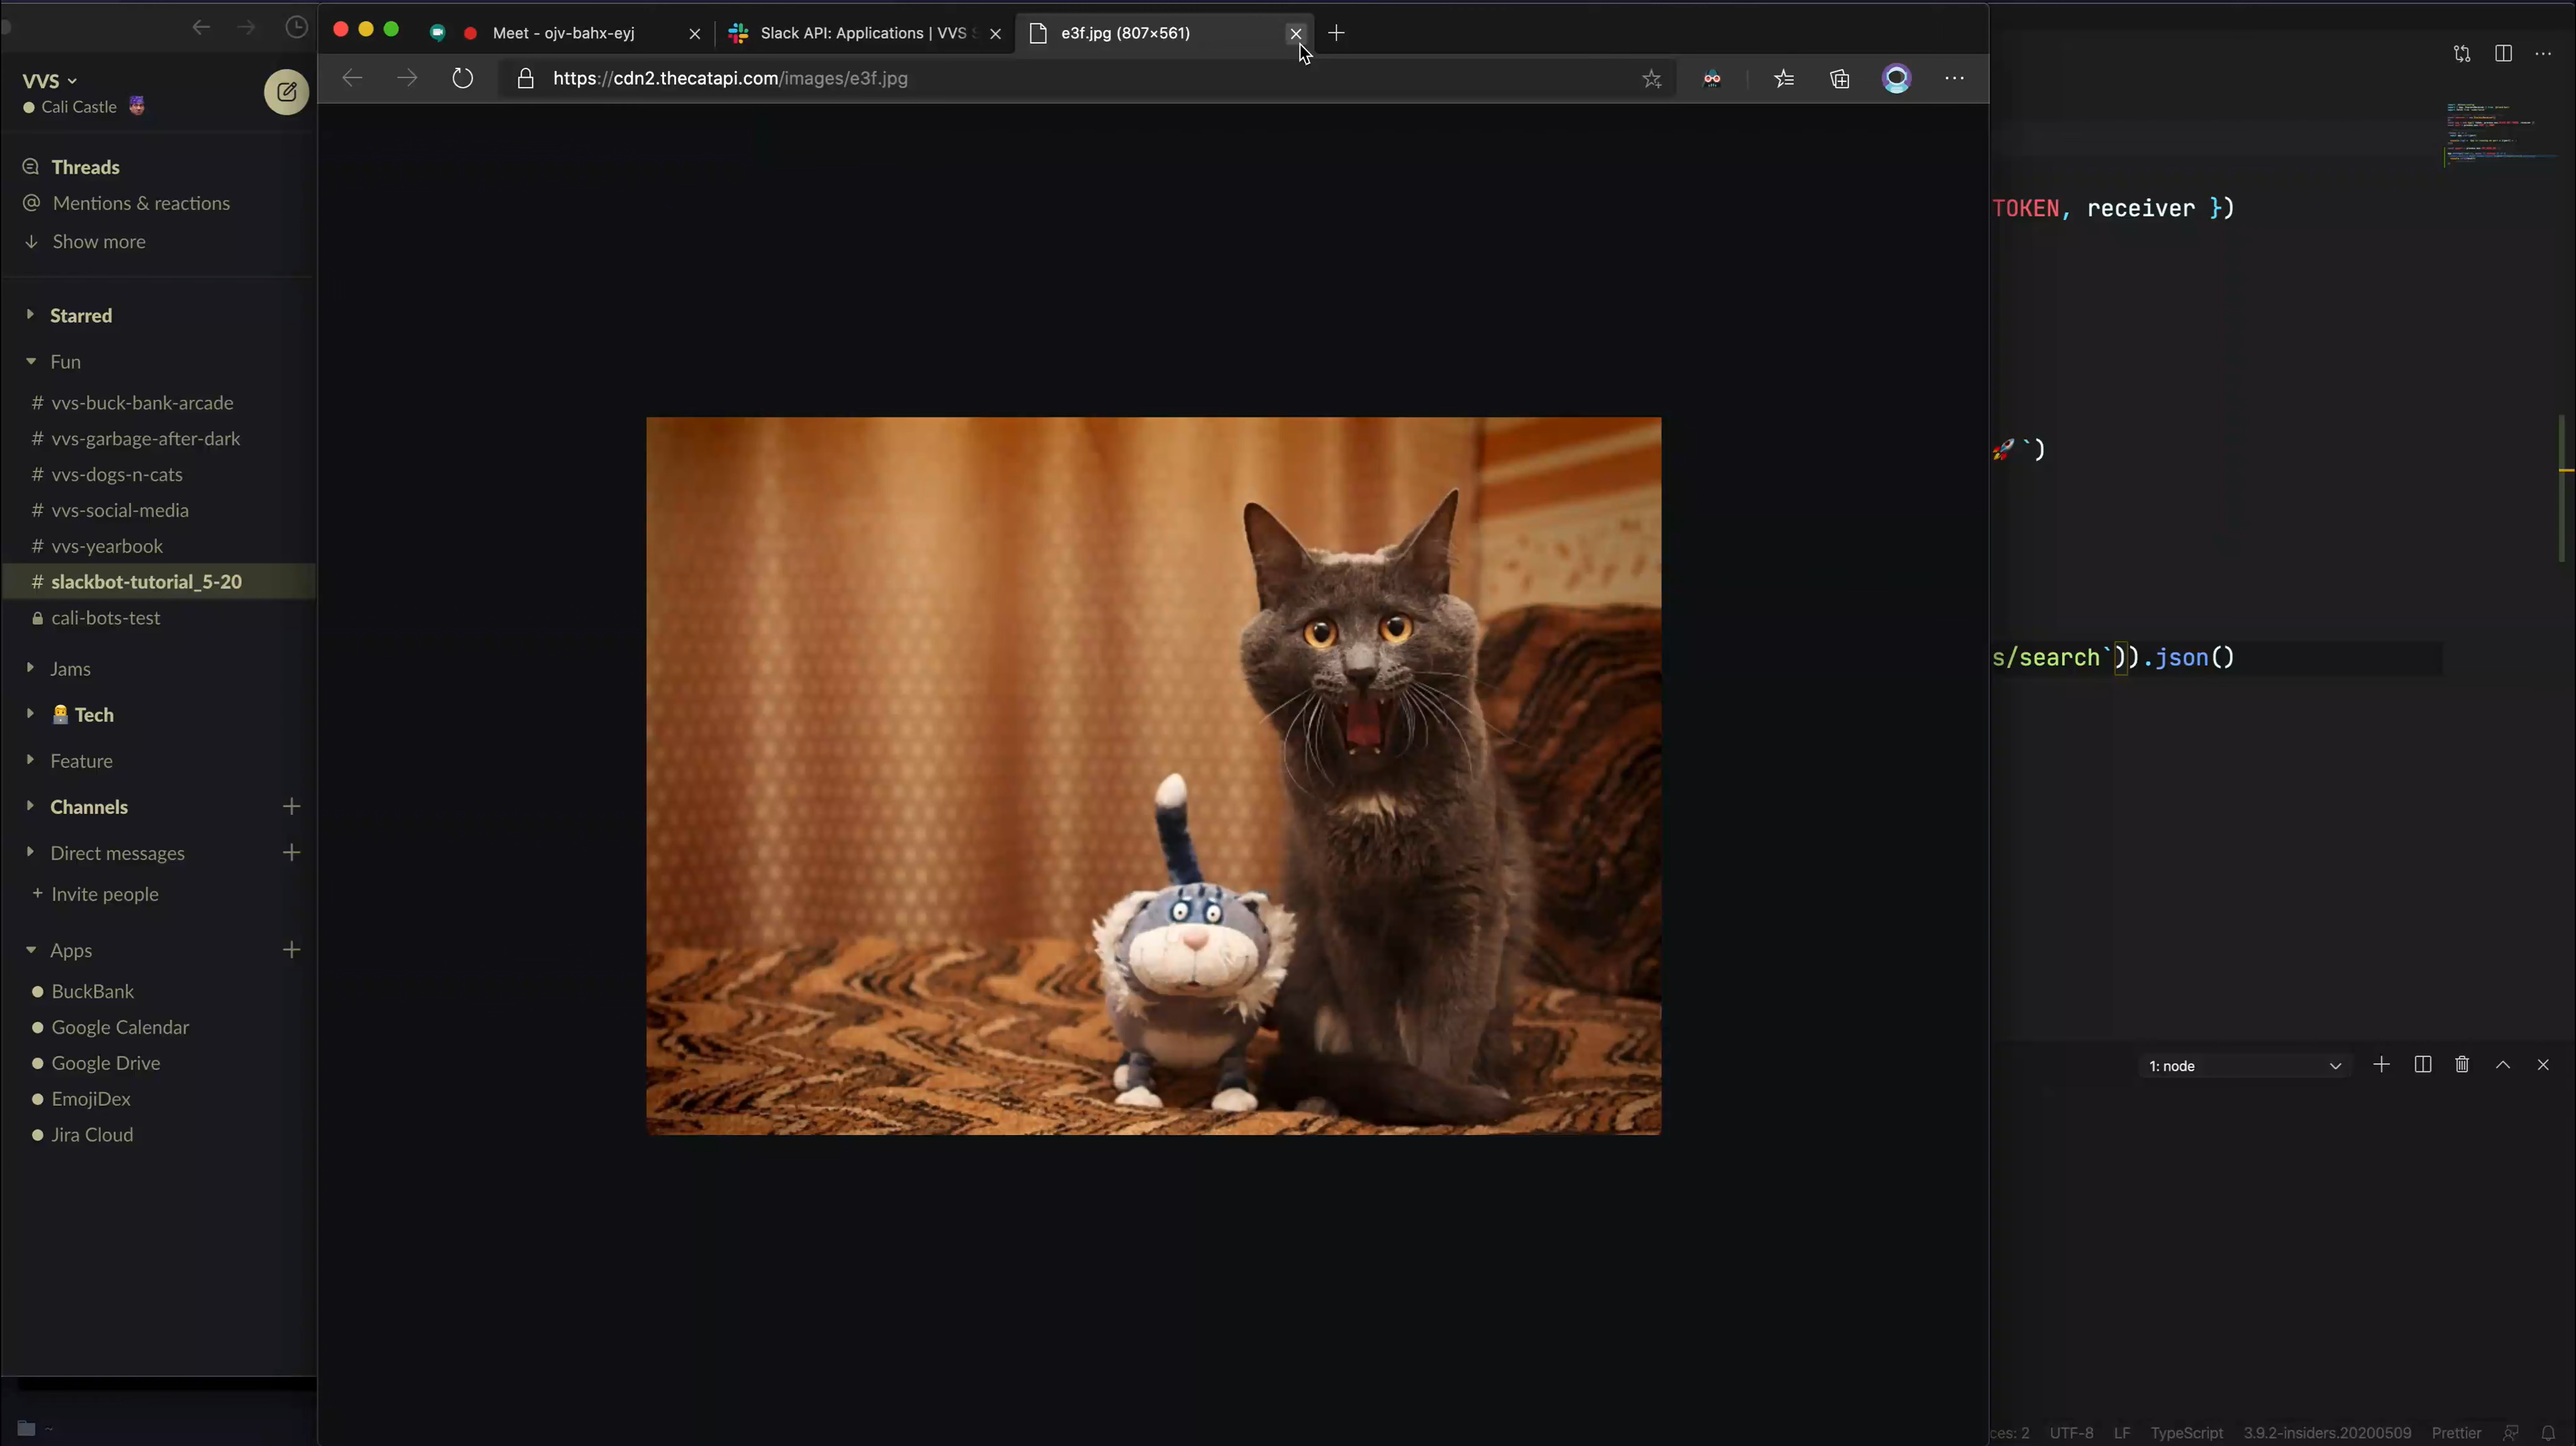 VVS
Cali Castle
Threads
Mentions & reactions
Show more
Starred
Fun
# vvs-buck-bank-arcade
# vvs-garbage-after-dark
# vvs-dogs-n-cats
# vvs-social-media
# vvs-yearbook
# slackbot-tutorial_5-20
cali-bots-test
Jams
Tech
Feature
Channels
Direct messages
+ Invite people
Apps
BuckBank
Google Calendar
Google Drive
EmojiDex
Jira Cloud
~
Meet - ojv-bahx-eyj
Slack API: Applications | VVS
e3f.jpg (807×561)
https://cdn2.thecatapi.com/images/e3f.jpg
TOKEN, receiver })
🚀`)
s/search`)).json()
1: node
ces: 2 UTF-8 LF TypeScript 3.9.2-insiders.20200509 Prettier